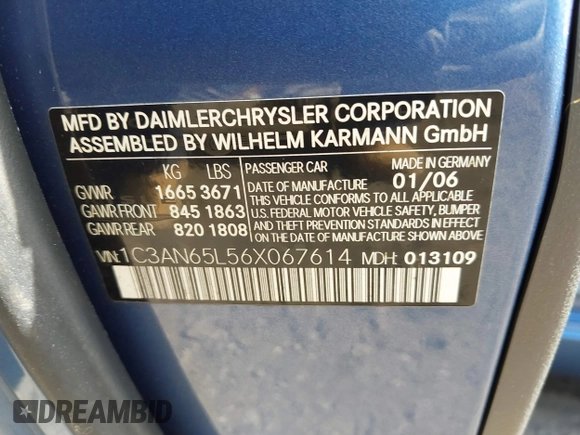 MFD BY DAIMLERCHRYSLER CORPORATION
ASSEMBLED BY WILHELM KARMANN GmbH
KG LBS
GVWR 1665 3671
GAWR FRONT 845 1863
GAWR REAR 820 1808
PASSENGER CAR MADE IN GERMANY
DATE OF MANUFACTURE 01/06
THIS VEHICLE CONFORMS TO ALL APPLICABLE
U.S. FEDERAL MOTOR VEHICLE SAFETY, BUMPER
AND THEFT PREVENTION STANDARDS IN EFFECT
ON THE DATE OF MANUFACTURE SHOWN ABOVE.
VIN: 1C3AN65L56X067614 MDH: 013109
DREAMBID